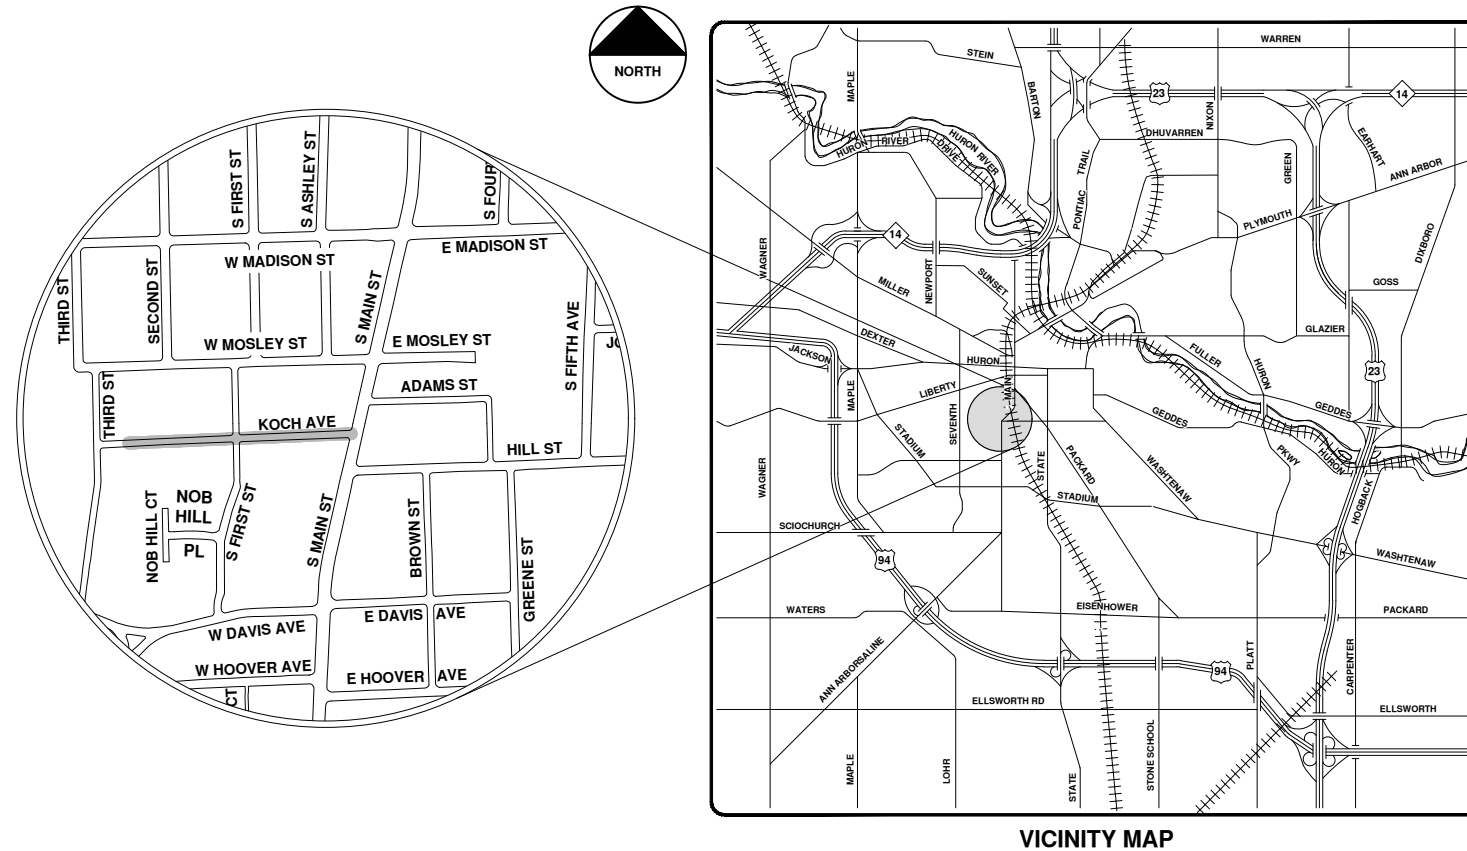 NORTH
S FIRST ST
S ASHLEY ST
S FOUR
E MADISON ST
W MADISON ST
THIRD ST
SECOND ST
S MAIN ST
S FIFTH AVE
W MOSLEY ST
E MOSLEY ST
JO
THIRD ST
ADAMS ST
KOCH AVE
HILL ST
NOB HILL CT
NOB
HILL
PL
S FIRST ST
S MAIN ST
BROWN ST
GREENE ST
W DAVIS AVE
E DAVIS AVE
W HOOVER AVE
E HOOVER AVE
CT
WARREN
STEIN
MAPLE
BARTON
23
14
NIXON
HURON RIVER DRIVE
HURON RIVER
DHUVARREN
EARHART
TRAIL
PONTIAC
GREEN
ANN ARBOR
PLYMOUTH
DIXBORO
WAGNER
14
NEWPORT
SUNSET
MILLER
GOSS
GLAZIER
DEXTER
JACKSON
HURON
FULLER
HURON
23
MAPLE
LIBERTY
MAIN
SEVENTH
GEDDES
GEDDES
STADIUM
STATE
PACKARD
WASHTENAW
PKWY
HURON
WAGNER
STADIUM
HOGBACK
SCIOCHURCH
94
WASHTENAW
WATERS
EISENHOWER
PACKARD
ANN ARBORSALINE
PLATT
CARPENTER
94
ELLSWORTH RD
ELLSWORTH
MAPLE
LOHR
STATE
STONE SCHOOL
VICINITY MAP